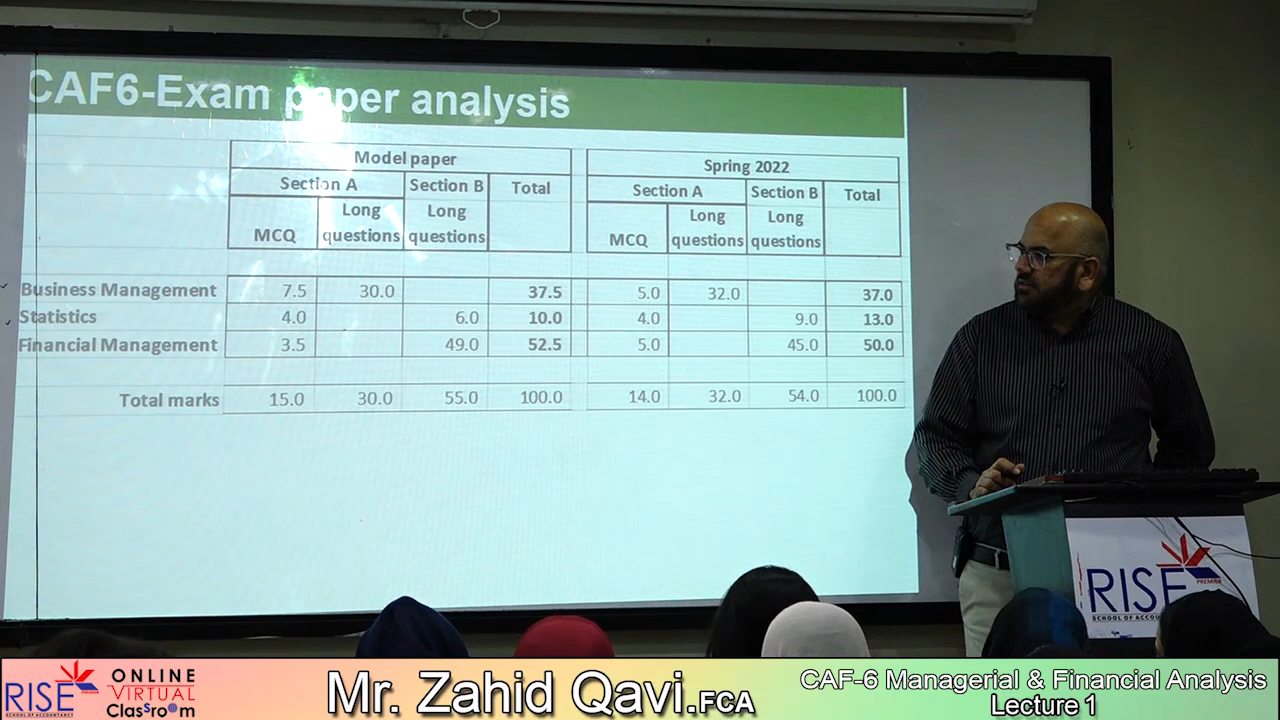 CAF6-Exam paper analysis
Model paper Spring 2022
Section A Section B Total Section A Section B Total
MCQ Long questions Long questions MCQ Long questions Long questions
Business Management 7.5 30.0 37.5 5.0 32.0 37.0
Statistics 4.0 6.0 10.0 4.0 9.0 13.0
Financial Management 3.5 49.0 52.5 5.0 45.0 50.0
Total marks 15.0 30.0 55.0 100.0 14.0 32.0 54.0 100.0
RISE
PREMIER
SCHOOL OF
RISE
PREMIER
SCHOOL OF ACCOUNTANCY
ONLINE
VIRTUAL
ClasSro@m
Mr. Zahid Qavi.FCA
CAF-6 Managerial & Financial Analysis
Lecture 1